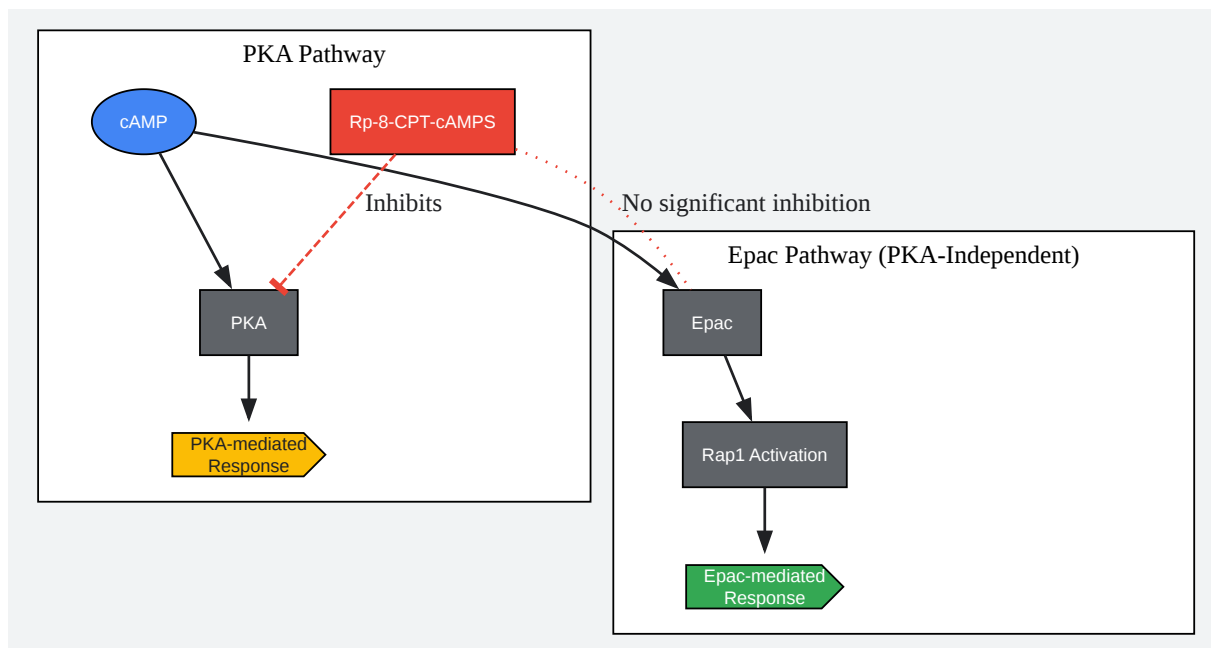 PKA Pathway
cAMP
Rp-8-CPT-cAMPS
Inhibits
No significant inhibition
Epac Pathway (PKA-Independent)
PKA
Epac
PKA-mediated
Response
Rap1 Activation
Epac-mediated
Response